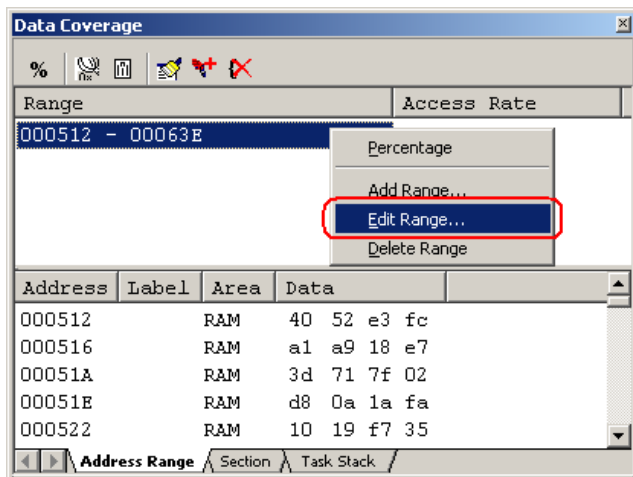 Data Coverage
%
Range Access Rate
000512 - 00063E
Percentage
Add Range...
Edit Range...
Delete Range
Address Label Area Data
000512 RAM 40 52 e3 fc
000516 RAM a1 a9 18 e7
00051A RAM 3d 71 7f 02
00051E RAM d8 0a 1a fa
000522 RAM 10 19 f7 35
Address Range Section Task Stack